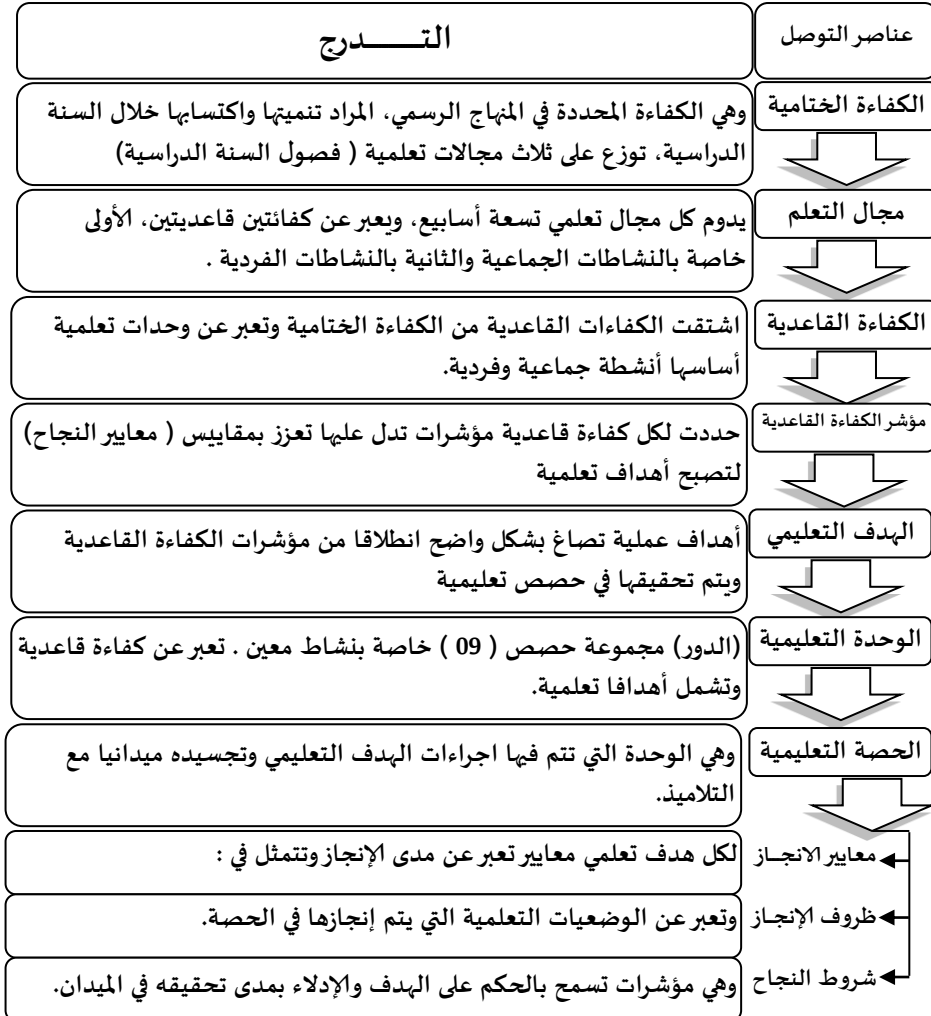 عناصر التوصل
التـــــــدرج
الكفاءة الختامية
وهي الكفاءة المحددة في المنهاج الرسمي، المراد تنميتها واكتسابها خلال السنة
الدراسية، توزع على ثلاث مجالات تعلمية ( فصول السنة الدراسية)
مجال التعلم
يدوم كل مجال تعلمي تسعة أسابيع، ويعبر عن كفائتين قاعديتين، الأولى
خاصة بالنشاطات الجماعية والثانية بالنشاطات الفردية .
الكفاءة القاعدية
اشتقت الكفاءات القاعدية من الكفاءة الختامية وتعبر عن وحدات تعلمية
أساسها أنشطة جماعية وفردية.
مؤشر الكفاءة القاعدية
حددت لكل كفاءة قاعدية مؤشرات تدل عليها تعزز بمقاييس ( معايير النجاح)
لتصبح أهداف تعلمية
الهدف التعليمي
أهداف عملية تصاغ بشكل واضح انطلاقا من مؤشرات الكفاءة القاعدية
ويتم تحقيقها في حصص تعليمية
الوحدة التعليمية
(الدور) مجموعة حصص ( 09 ) خاصة بنشاط معين . تعبر عن كفاءة قاعدية
وتشمل أهدافا تعلمية.
الحصة التعليمية
وهي الوحدة التي تتم فيها اجراءات الهدف التعليمي وتجسيده ميدانيا مع
التلاميذ.
معايير الانجـاز
لكل هدف تعلمي معايير تعبر عن مدى الإنجاز وتتمثل في :
ظروف الإنجـاز
وتعبر عن الوضعيات التعلمية التي يتم إنجازها في الحصة.
شروط النجاح
وهي مؤشرات تسمح بالحكم على الهدف والإدلاء بمدى تحقيقه في الميدان.